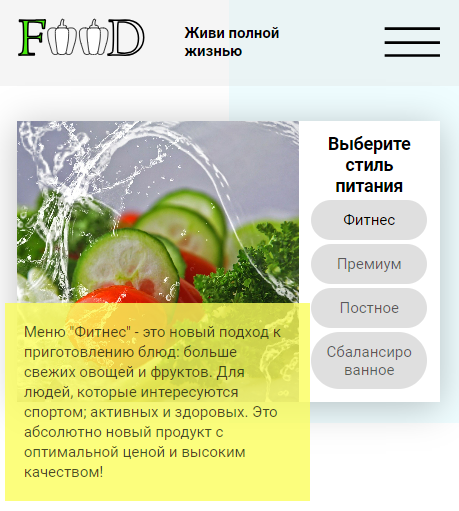 FOOD
Живи полной
жизнью
Выберите
стиль
питания
Фитнес
Премиум
Постное
Сбалансиро
ванное
Меню "Фитнес" - это новый подход к
приготовлению блюд: больше
свежих овощей и фруктов. Для
людей, которые интересуются
спортом; активных и здоровых. Это
абсолютно новый продукт с
оптимальной ценой и высоким
качеством!